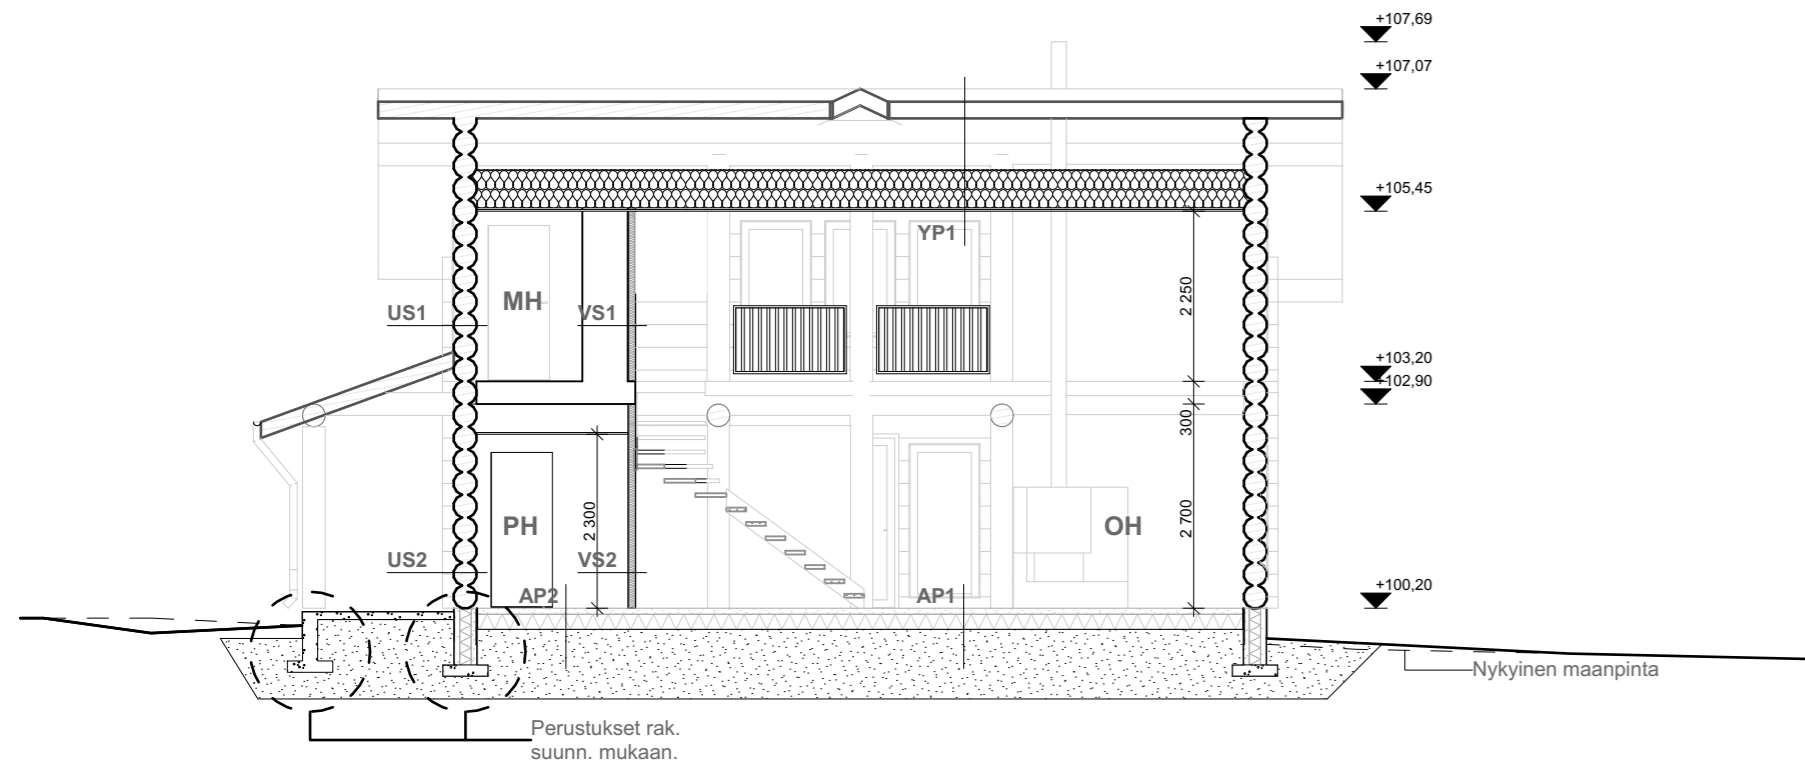 +107,69
+107,07
+105,45
YP1
MH
US1
VS1
2 250
+103,20
+102,90
300
PH
2 300
2 700
OH
US2
VS2
AP2
AP1
+100,20
Nykyinen maanpinta
Perustukset rak.
suunn. mukaan.